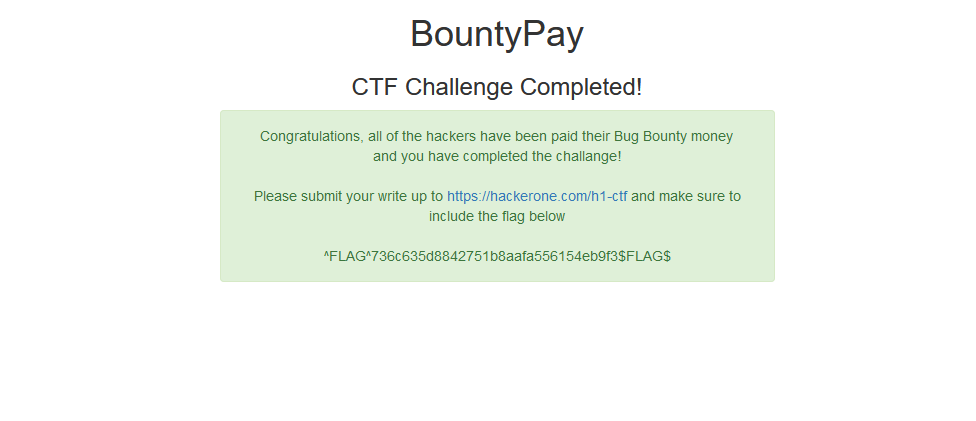 BountyPay
CTF Challenge Completed!
Congratulations, all of the hackers have been paid their Bug Bounty money
and you have completed the challange!
Please submit your write up to https://hackerone.com/h1-ctf and make sure to
include the flag below
^FLAG^736c635d8842751b8aafa556154eb9f3$FLAG$